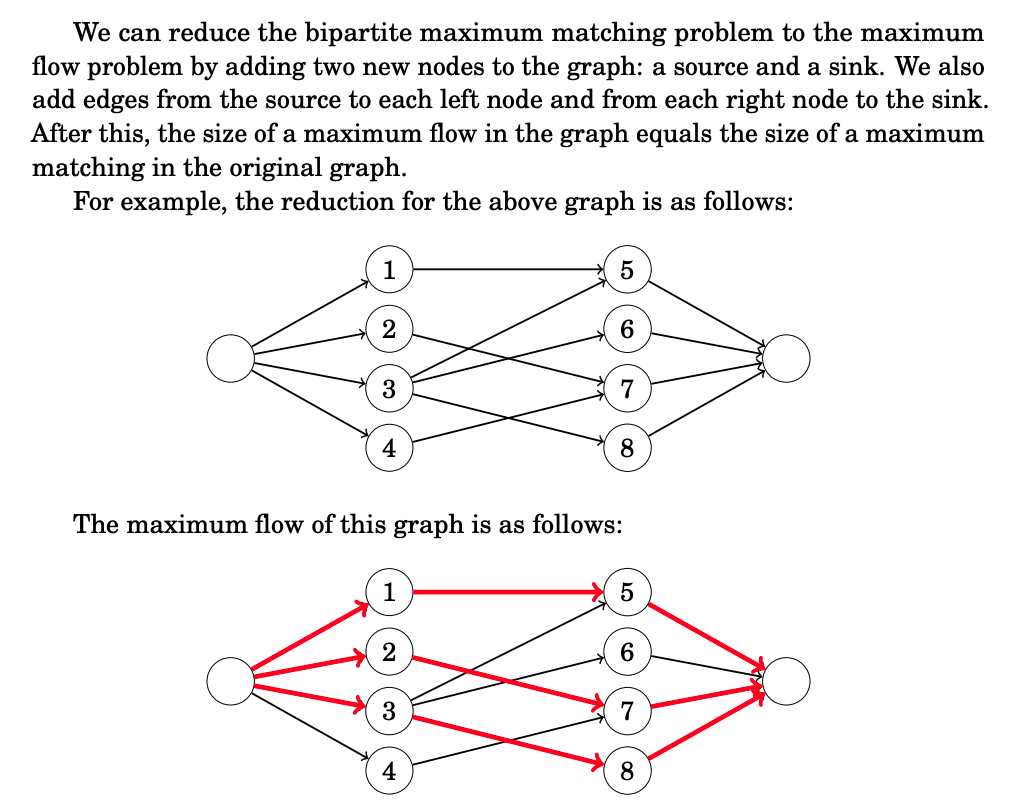 We can reduce the bipartite maximum matching problem to the maximum
flow problem by adding two new nodes to the graph: a source and a sink. We also
add edges from the source to each left node and from each right node to the sink.
After this, the size of a maximum flow in the graph equals the size of a maximum
matching in the original graph.
For example, the reduction for the above graph is as follows:
1 5
2 6
3 7
4 8
The maximum flow of this graph is as follows:
1 5
2 6
3 7
4 8